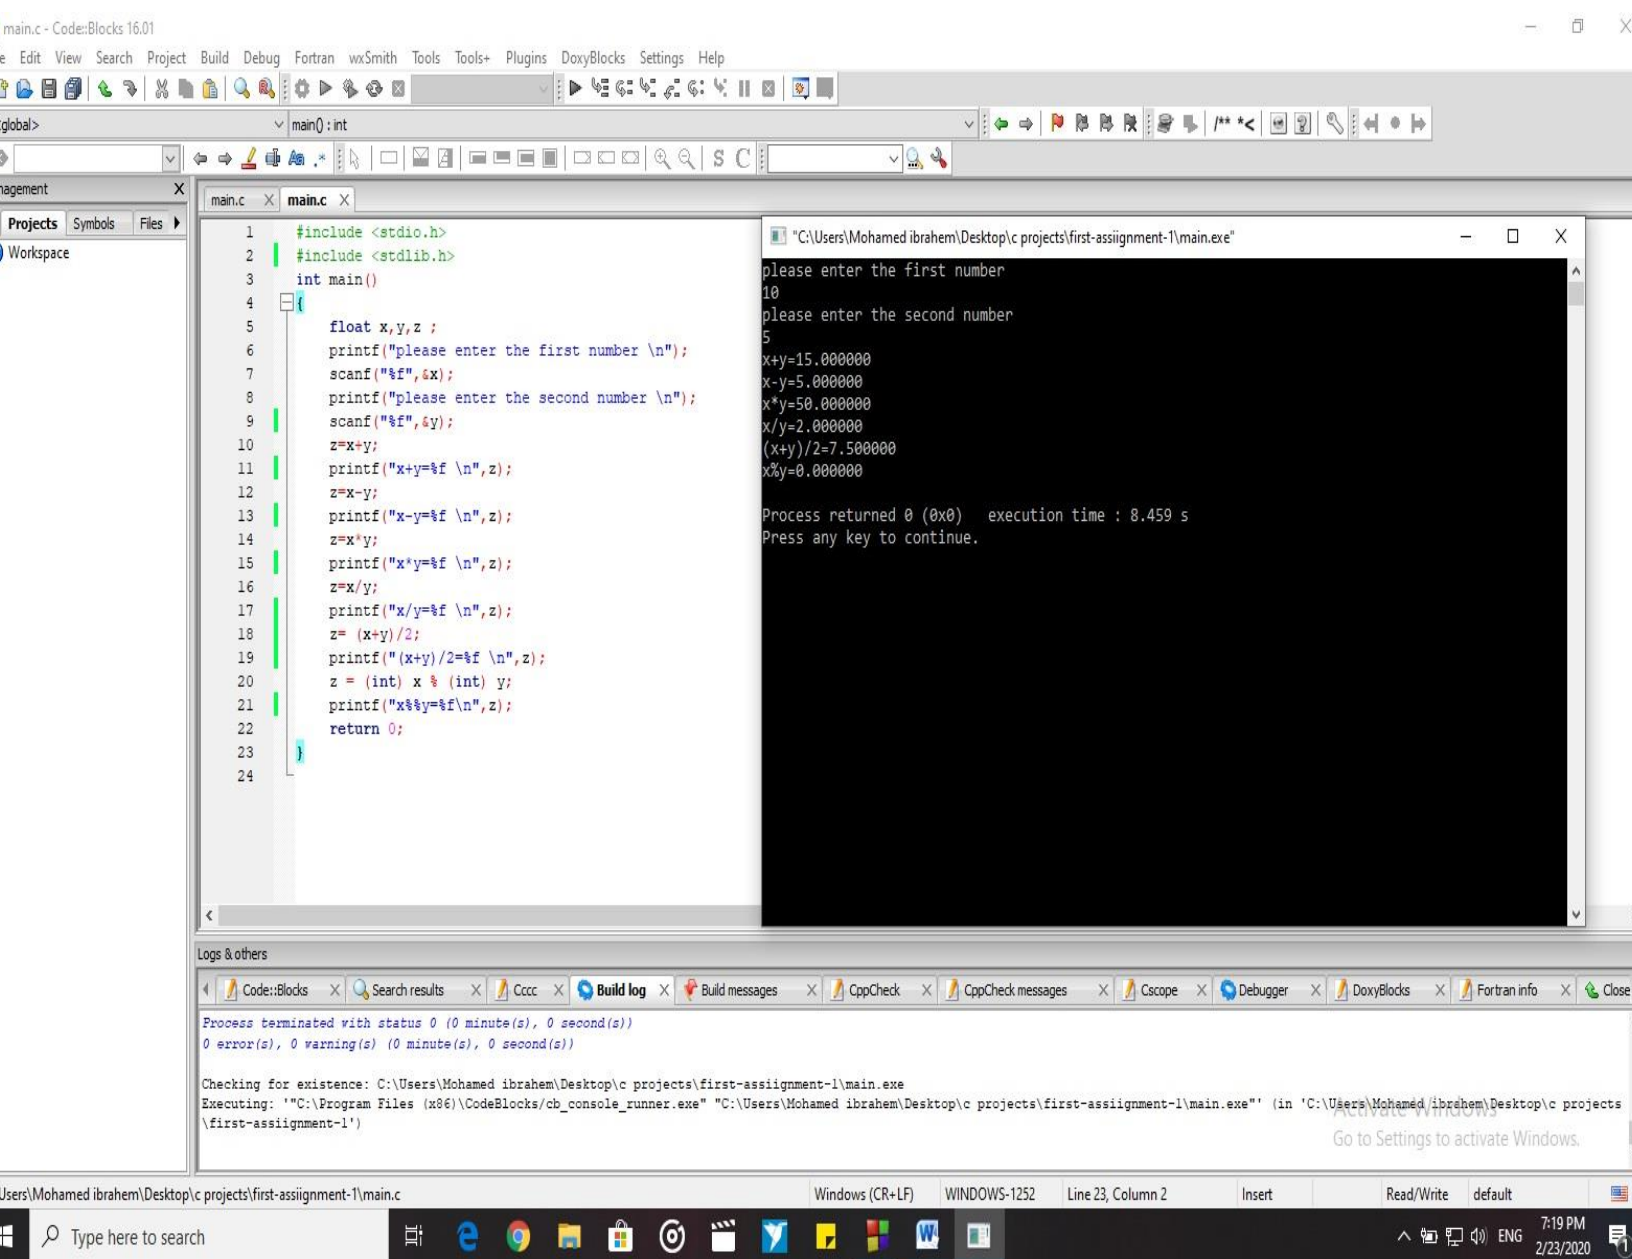 main.c - Code::Blocks 16.01
Edit View Search Project Build Debug Fortran wxSmith Tools Tools+ Plugins DoxyBlocks Settings Help
global>
main() : int
/** *<
S C
nagement X
Projects Symbols Files
Workspace
main.c X main.c X
1 #include <stdio.h>
2 #include <stdlib.h>
3 int main()
4 {
5 float x,y,z ;
6 printf("please enter the first number \n");
7 scanf("%f",&x);
8 printf("please enter the second number \n");
9 scanf("%f",&y);
10 z=x+y;
11 printf("x+y=%f \n",z);
12 z=x-y;
13 printf("x-y=%f \n",z);
14 z=x*y;
15 printf("x*y=%f \n",z);
16 z=x/y;
17 printf("x/y=%f \n",z);
18 z= (x+y)/2;
19 printf("(x+y)/2=%f \n",z);
20 z = (int) x % (int) y;
21 printf("x%%y=%f\n",z);
22 return 0;
23 }
24
"C:\Users\Mohamed ibrahem\Desktop\c projects\first-assiignment-1\main.exe"
please enter the first number
10
please enter the second number
5
x+y=15.000000
x-y=5.000000
x*y=50.000000
x/y=2.000000
(x+y)/2=7.500000
x%y=0.000000
Process returned 0 (0x0) execution time : 8.459 s
Press any key to continue.
Logs & others
Code::Blocks X Search results X Cccc X Build log X Build messages X CppCheck X CppCheck messages X Cscope X Debugger X DoxyBlocks X Fortran info X Close
Process terminated with status 0 (0 minute(s), 0 second(s))
0 error(s), 0 warning(s) (0 minute(s), 0 second(s))
Checking for existence: C:\Users\Mohamed ibrahem\Desktop\c projects\first-assiignment-1\main.exe
Executing: '"C:\Program Files (x86)\CodeBlocks/cb_console_runner.exe" "C:\Users\Mohamed ibrahem\Desktop\c projects\first-assiignment-1\main.exe"' (in 'C:\Users\Mohamed ibrahem\Desktop\c projects
\first-assiignment-1')
Activate Windows
Go to Settings to activate Windows.
Users\Mohamed ibrahem\Desktop\c projects\first-assiignment-1\main.c Windows (CR+LF) WINDOWS-1252 Line 23, Column 2 Insert Read/Write default
Type here to search
ENG
7:19 PM
2/23/2020
1